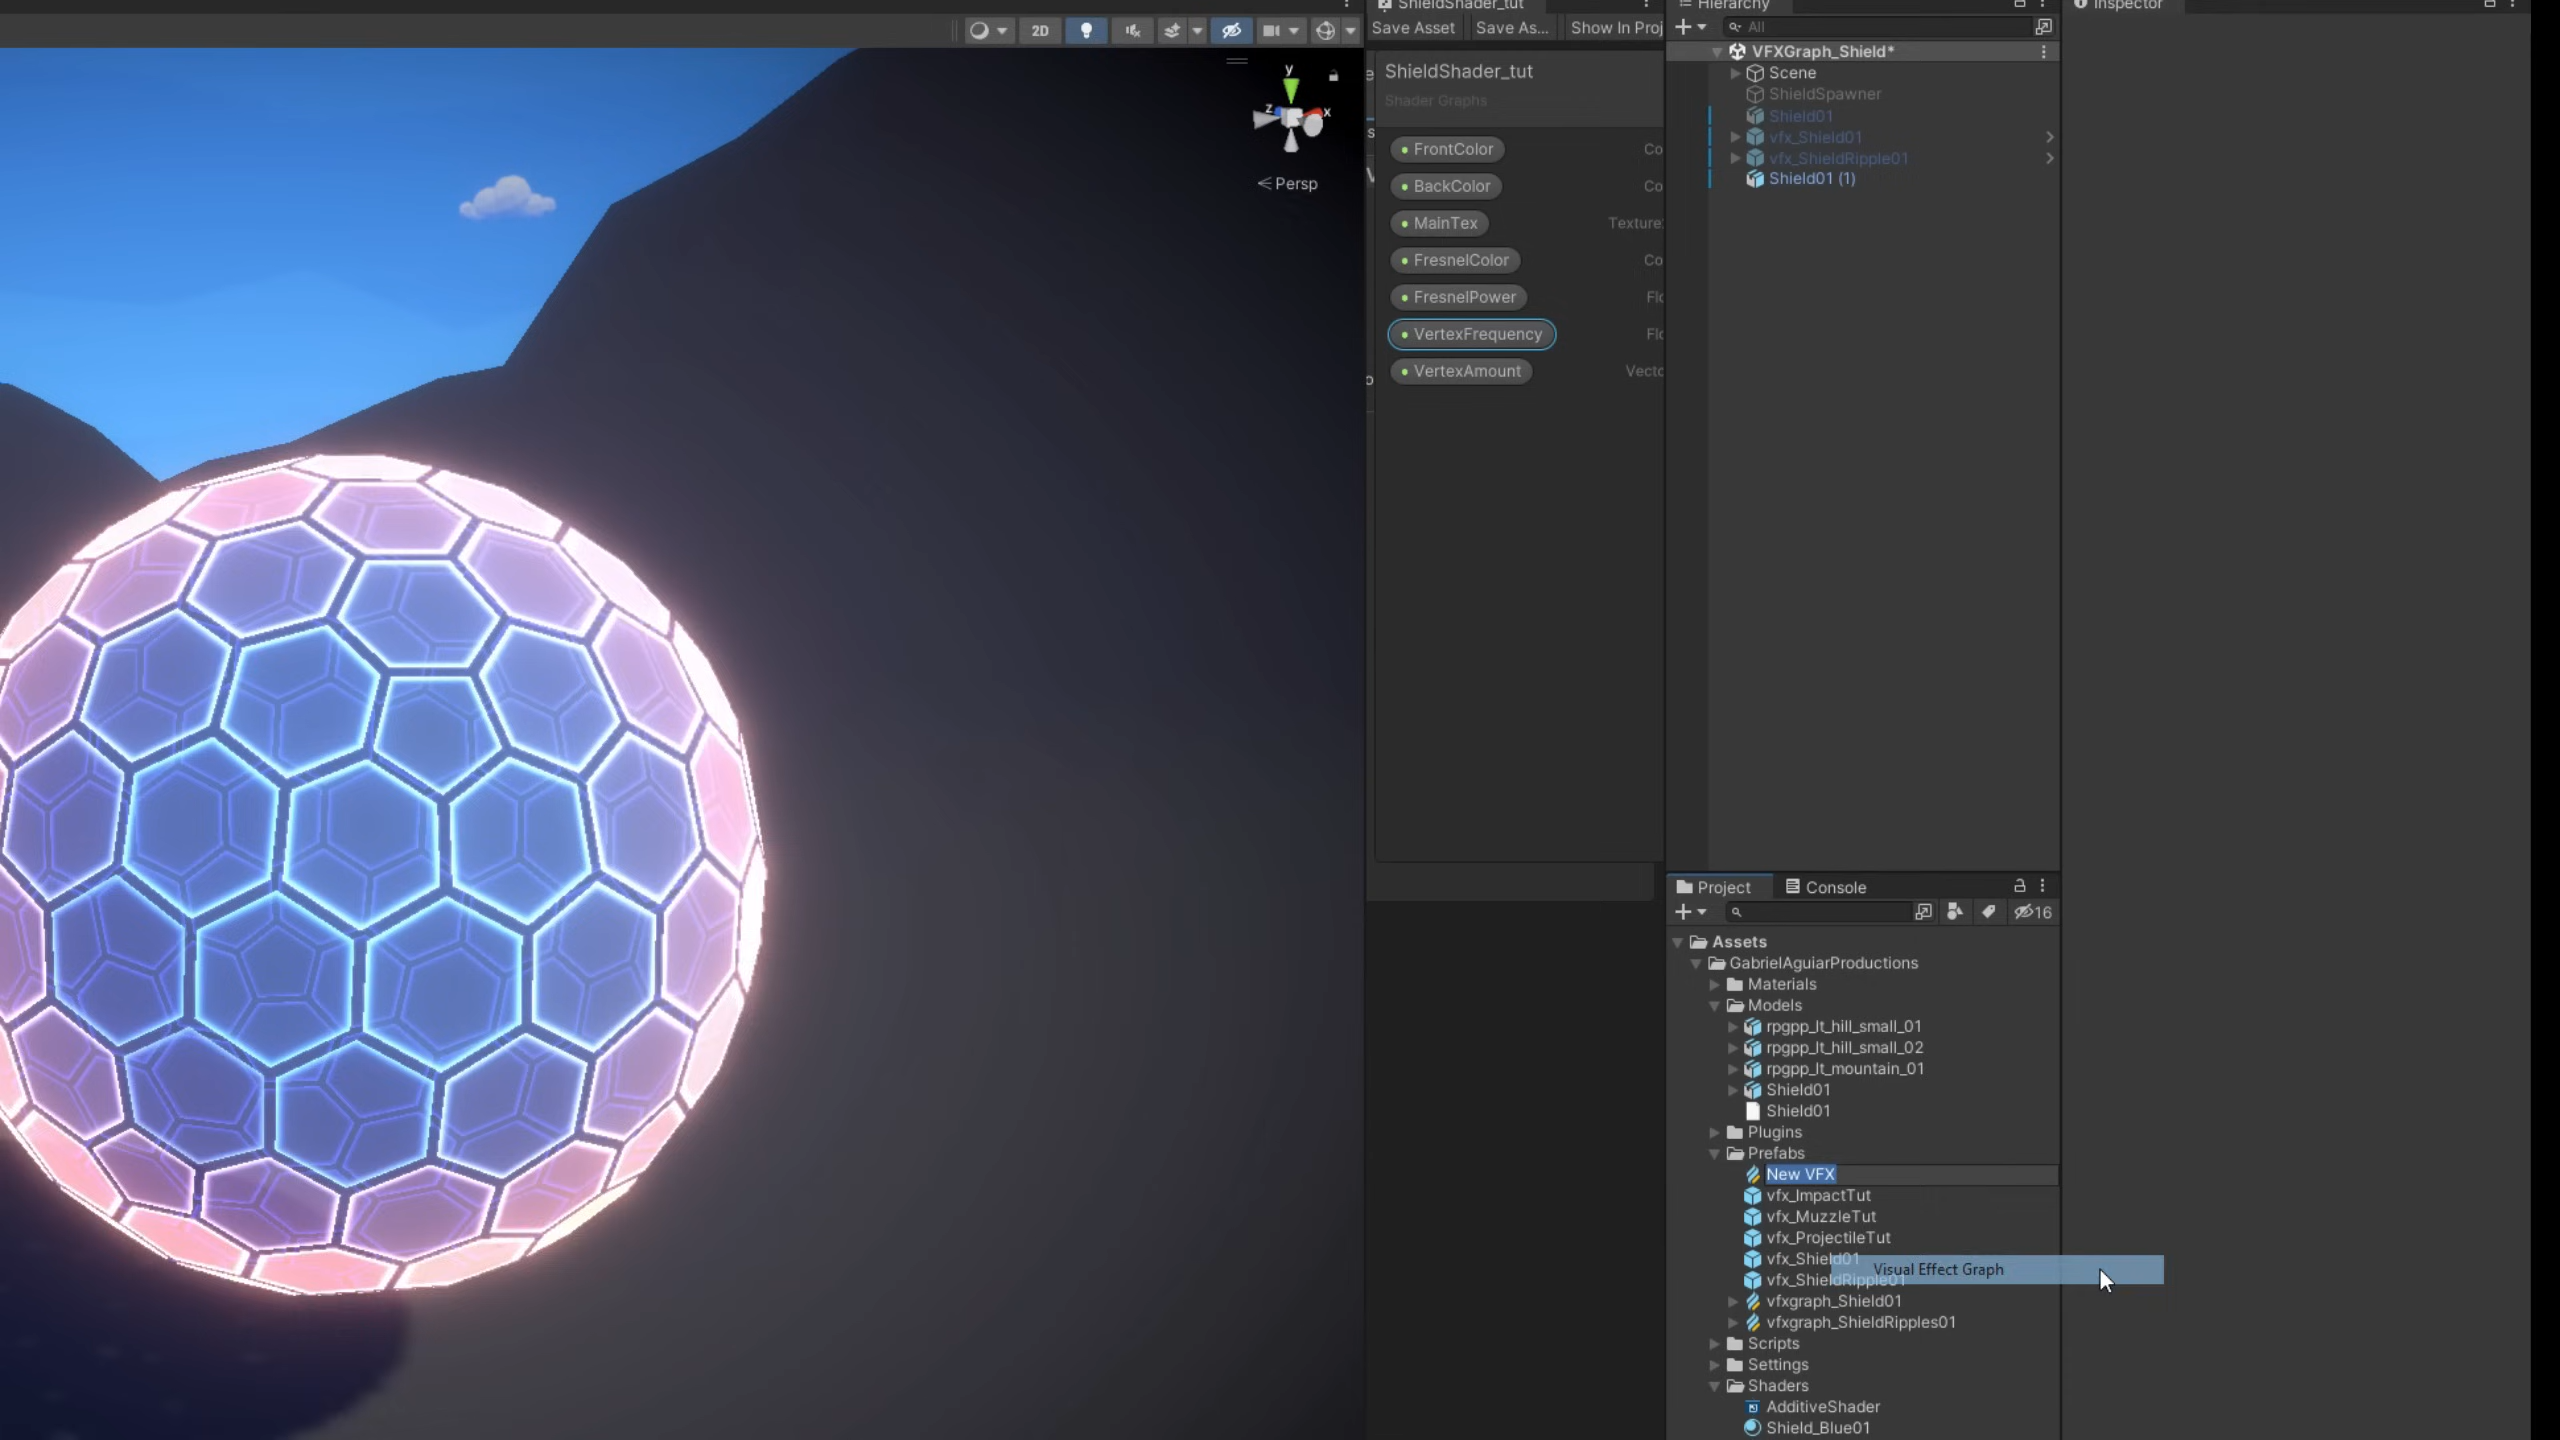 2D
y
z
x
Persp
ShieldShader_tut
Save Asset
Save As...
Show In Proj
ShieldShader_tut
Shader Graphs
FrontColor
Co
BackColor
Co
MainTex
Texture
FresnelColor
Co
FresnelPower
Flo
VertexFrequency
Flo
VertexAmount
Vecto
Hierarchy
All
VFXGraph_Shield*
Scene
ShieldSpawner
Shield01
vfx_Shield01
vfx_ShieldRipple01
Shield01 (1)
Inspector
Project
Console
16
Assets
GabrielAguiarProductions
Materials
Models
rpgpp_lt_hill_small_01
rpgpp_lt_hill_small_02
rpgpp_lt_mountain_01
Shield01
Shield01
Plugins
Prefabs
New VFX
vfx_ImpactTut
vfx_MuzzleTut
vfx_ProjectileTut
vfx_Shield01
Visual Effect Graph
vfx_ShieldRipple01
vfxgraph_Shield01
vfxgraph_ShieldRipples01
Scripts
Settings
Shaders
AdditiveShader
Shield_Blue01